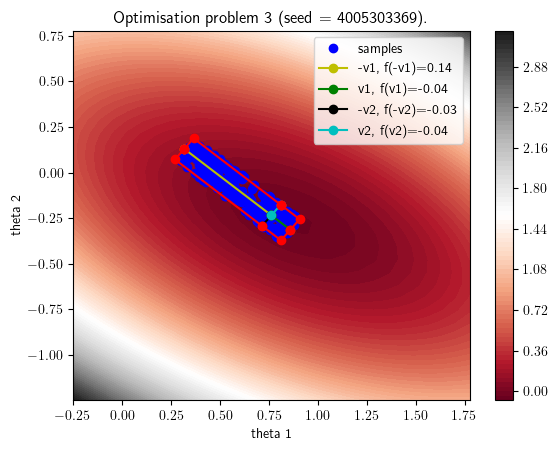 Optimisation problem 3 (seed = 4005303369).
samples
-v1, f(-v1)=0.14
v1, f(v1)=-0.04
-v2, f(-v2)=-0.03
v2, f(v2)=-0.04
theta 2
0.75
0.50
0.25
0.00
−0.25
−0.50
−0.75
−1.00
−0.25 0.00 0.25 0.50 0.75 1.00 1.25 1.50 1.75
theta 1
2.88
2.52
2.16
1.80
1.44
1.08
0.72
0.36
0.00